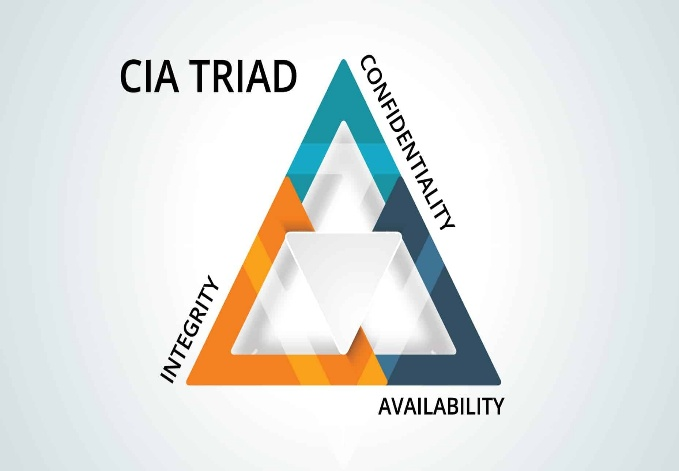 CIA TRIAD
CONFIDENTIALITY
INTEGRITY
AVAILABILITY